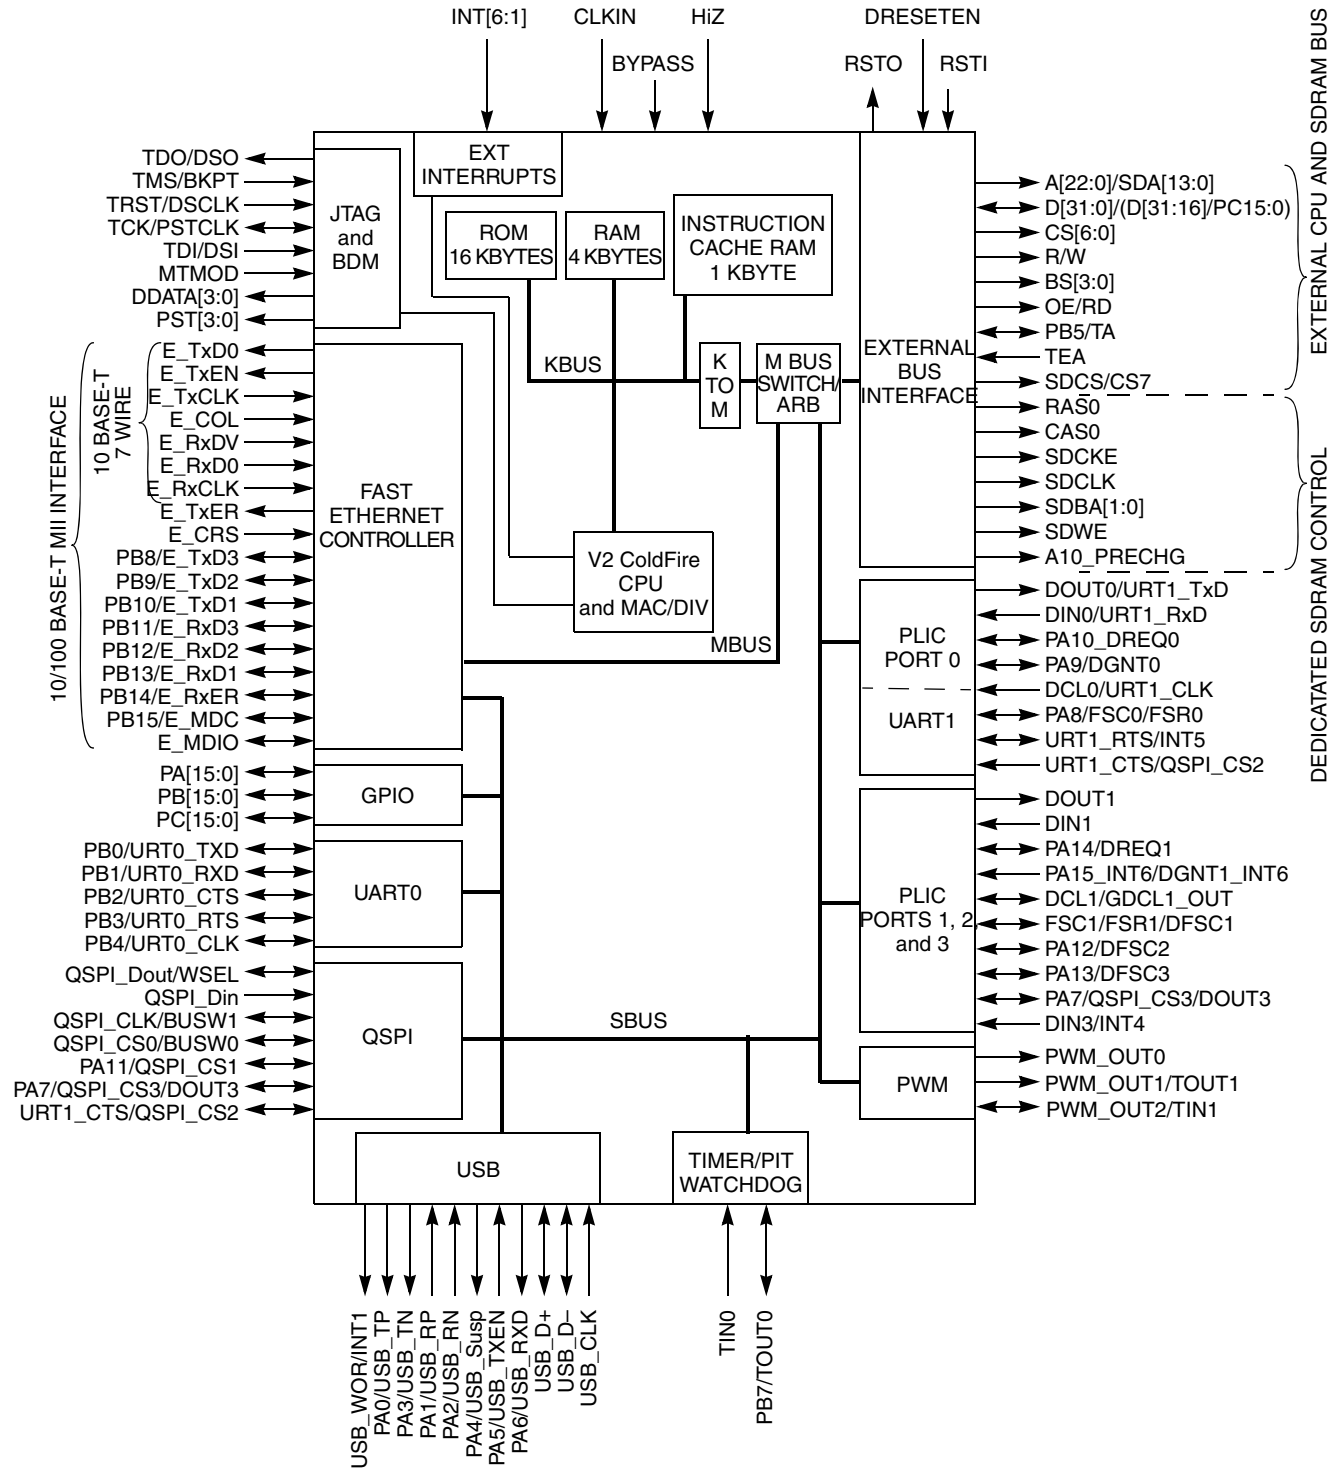 INT[6:1]
CLKIN
HiZ
DRESETEN
BYPASS
RSTO
RSTI
TDO/DSO
TMS/BKPT
TRST/DSCLK
TCK/PSTCLK
TDI/DSI
MTMOD
DDATA[3:0]
PST[3:0]
10/100 BASE-T MII INTERFACE
10 BASE-T
7 WIRE
E_TxD0
E_TxEN
E_TxCLK
E_COL
E_RxDV
E_RxD0
E_RxCLK
E_TxER
E_CRS
PB8/E_TxD3
PB9/E_TxD2
PB10/E_TxD1
PB11/E_RxD3
PB12/E_RxD2
PB13/E_RxD1
PB14/E_RxER
PB15/E_MDC
E_MDIO
PA[15:0]
PB[15:0]
PC[15:0]
PB0/URT0_TXD
PB1/URT0_RXD
PB2/URT0_CTS
PB3/URT0_RTS
PB4/URT0_CLK
QSPI_Dout/WSEL
QSPI_Din
QSPI_CLK/BUSW1
QSPI_CS0/BUSW0
PA11/QSPI_CS1
PA7/QSPI_CS3/DOUT3
URT1_CTS/QSPI_CS2
JTAG
and
BDM
EXT
INTERRUPTS
ROM
16 KBYTES
RAM
4 KBYTES
INSTRUCTION
CACHE RAM
1 KBYTE
KBUS
K
TO
M
M BUS
SWITCH/
ARB
EXTERNAL
BUS
INTERFACE
FAST
ETHERNET
CONTROLLER
V2 ColdFire
CPU
and MAC/DIV
MBUS
PLIC
PORT 0
UART1
GPIO
UART0
PLIC
PORTS 1, 2,
and 3
QSPI
SBUS
PWM
USB
TIMER/PIT
WATCHDOG
A[22:0]/SDA[13:0]
D[31:0]/(D[31:16]/PC15:0)
CS[6:0]
R/W
BS[3:0]
OE/RD
PB5/TA
TEA
SDCS/CS7
RAS0
CAS0
SDCKE
SDCLK
SDBA[1:0]
SDWE
A10_PRECHG
EXTERNAL CPU AND SDRAM BUS
DEDICATATED SDRAM CONTROL
DOUT0/URT1_TxD
DIN0/URT1_RxD
PA10_DREQ0
PA9/DGNT0
DCL0/URT1_CLK
PA8/FSC0/FSR0
URT1_RTS/INT5
URT1_CTS/QSPI_CS2
DOUT1
DIN1
PA14/DREQ1
PA15_INT6/DGNT1_INT6
DCL1/GDCL1_OUT
FSC1/FSR1/DFSC1
PA12/DFSC2
PA13/DFSC3
PA7/QSPI_CS3/DOUT3
DIN3/INT4
PWM_OUT0
PWM_OUT1/TOUT1
PWM_OUT2/TIN1
USB_WOR/INT1
PA0/USB_TP
PA3/USB_TN
PA1/USB_RP
PA2/USB_RN
PA4/USB_Susp
PA5/USB_TXEN
PA6/USB_RXD
USB_D+
USB_D–
USB_CLK
TIN0
PB7/TOUT0